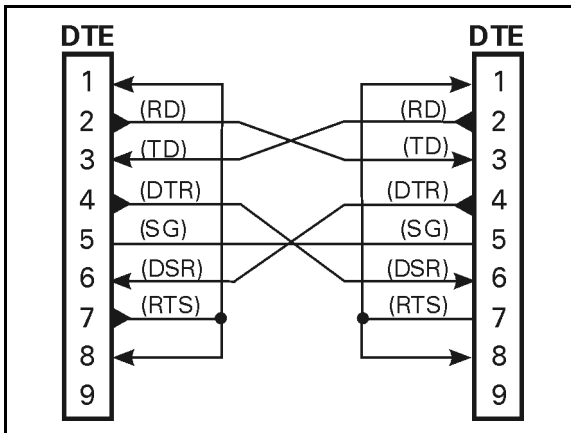 DTE DTE
1 1
2 (RD) (RD) 2
3 (TD) (TD) 3
4 (DTR) (DTR) 4
5 (SG) (SG) 5
6 (DSR) (DSR) 6
7 (RTS) (RTS) 7
8 8
9 9